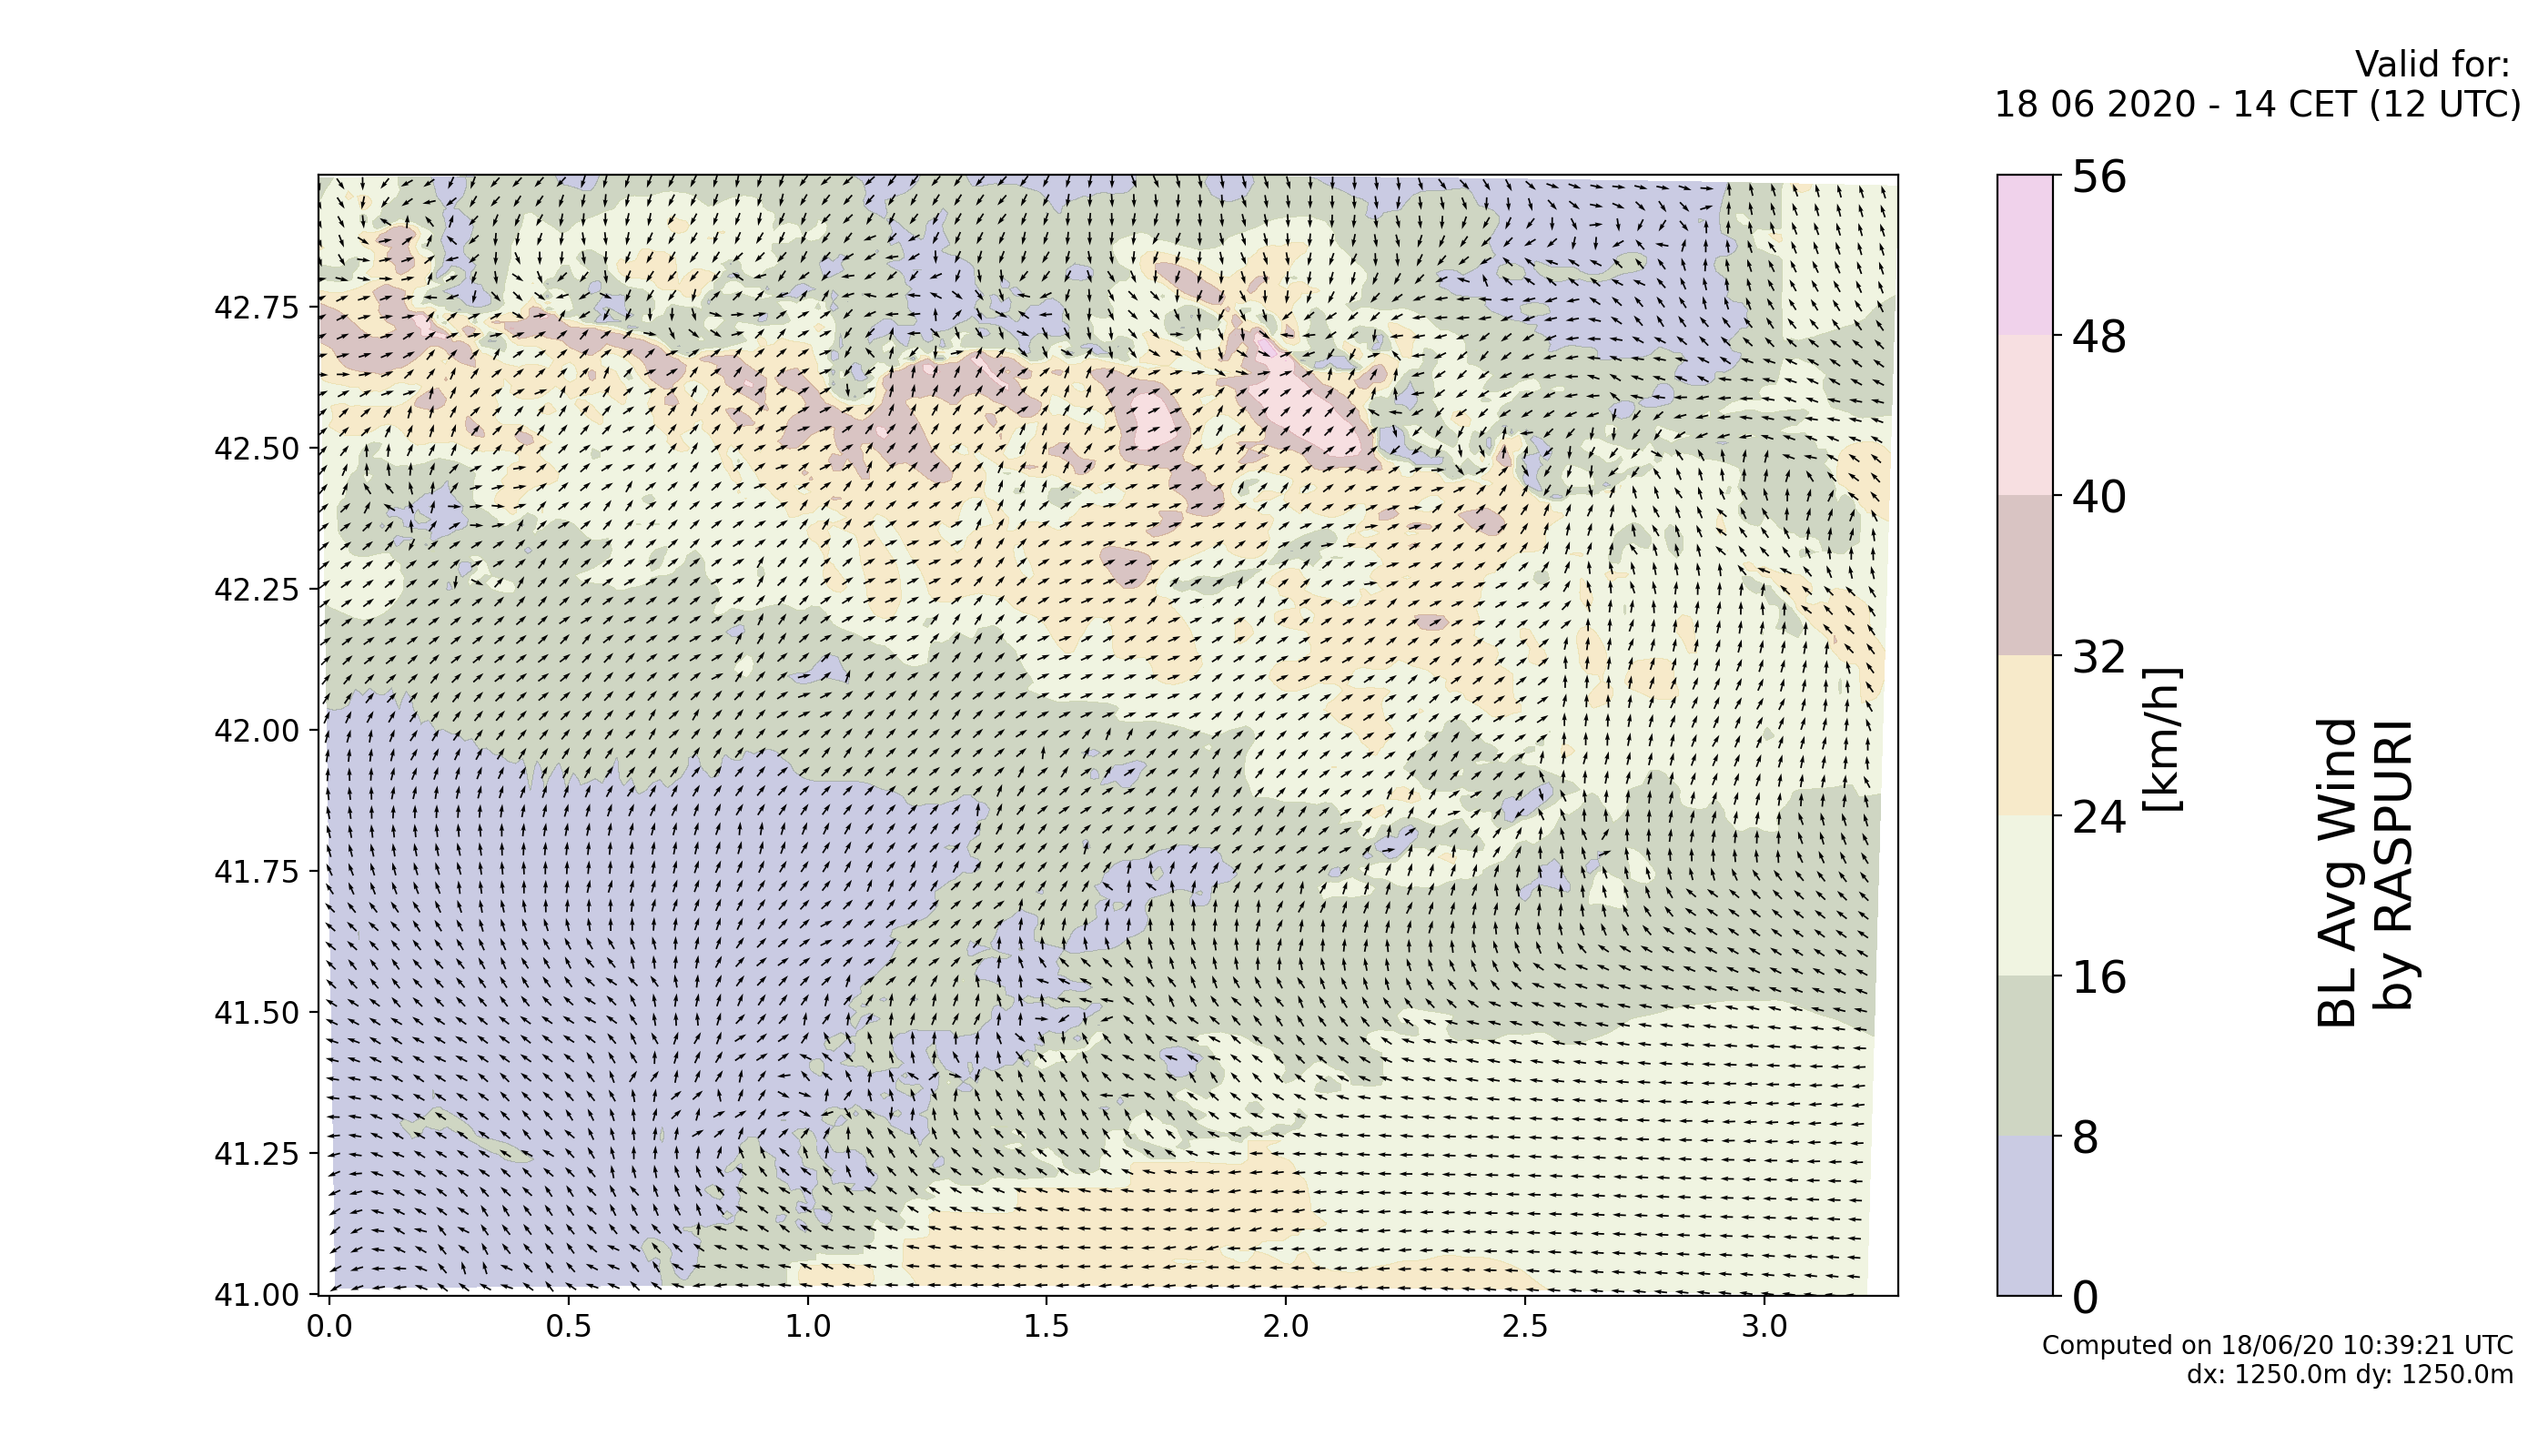 Valid for:
18 06 2020 - 14 CET (12 UTC)
42.75
42.50
42.25
42.00
41.75
41.50
41.25
41.00
0.0 0.5 1.0 1.5 2.0 2.5 3.0
56
48
40
32
24
16
8
0
[km/h]
BL Avg Wind
by RASPURI
Computed on 18/06/20 10:39:21 UTC
dx: 1250.0m dy: 1250.0m